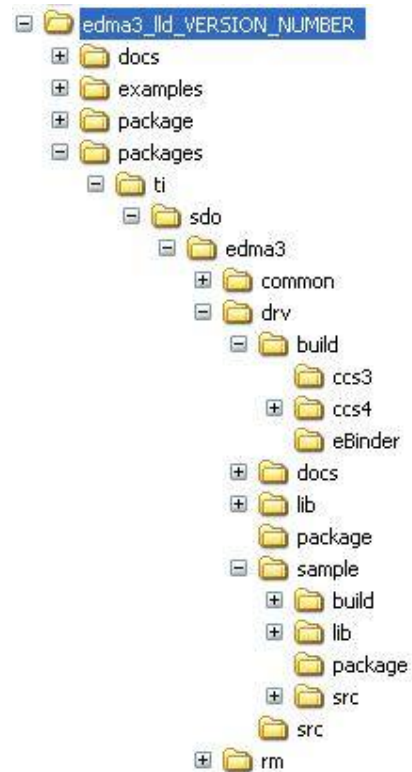 edma3_lld_VERSION_NUMBER
docs
examples
package
packages
ti
sdo
edma3
common
drv
build
ccs3
ccs4
eBinder
docs
lib
package
sample
build
lib
package
src
src
rm